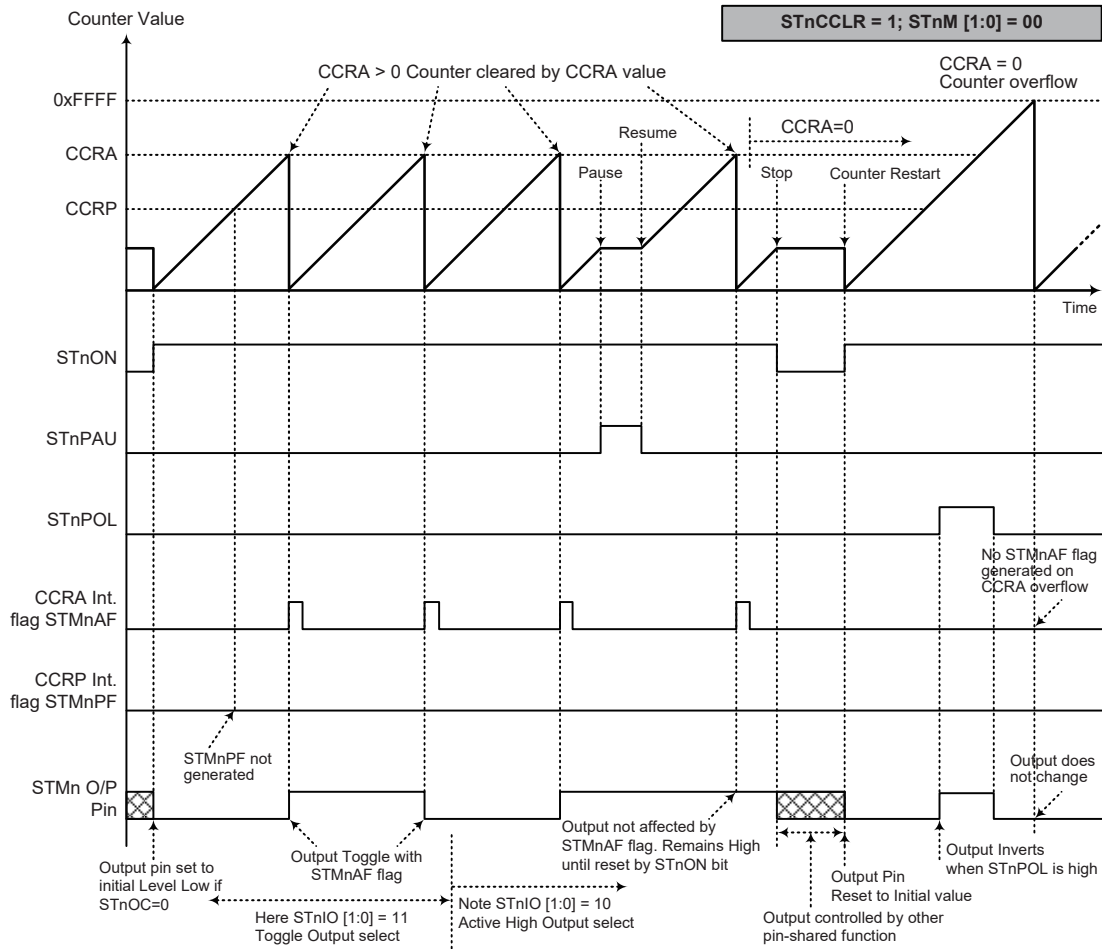 Counter Value
STnCCLR = 1; STnM [1:0] = 00
CCRA > 0 Counter cleared by CCRA value
CCRA = 0
Counter overflow
0xFFFF
Resume
CCRA=0
CCRA
Pause
Stop
Counter Restart
CCRP
Time
STnON
STnPAU
STnPOL
No STMnAF flag
generated on
CCRA overflow
CCRA Int.
flag STMnAF
CCRP Int.
flag STMnPF
STMnPF not
generated
Output does
not change
STMn O/P
Pin
Output pin set to
initial Level Low if
STnOC=0
Output Toggle with
STMnAF flag
Output not affected by
STMnAF flag. Remains High
until reset by STnON bit
Output Inverts
when STnPOL is high
Output Pin
Reset to Initial value
Here STnIO [1:0] = 11
Toggle Output select
Note STnIO [1:0] = 10
Active High Output select
Output controlled by other
pin-shared function